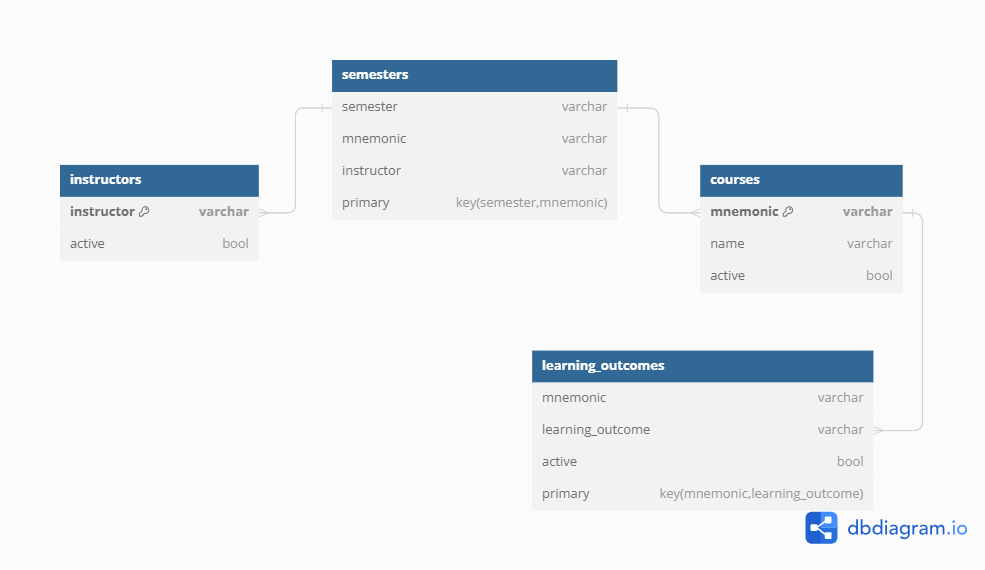 semesters
semester varchar
mnemonic varchar
instructor varchar
primary key(semester,mnemonic)
instructors
instructor varchar
active bool
courses
mnemonic varchar
name varchar
active bool
learning_outcomes
mnemonic varchar
learning_outcome varchar
active bool
primary key(mnemonic,learning_outcome)
dbdiagram.io